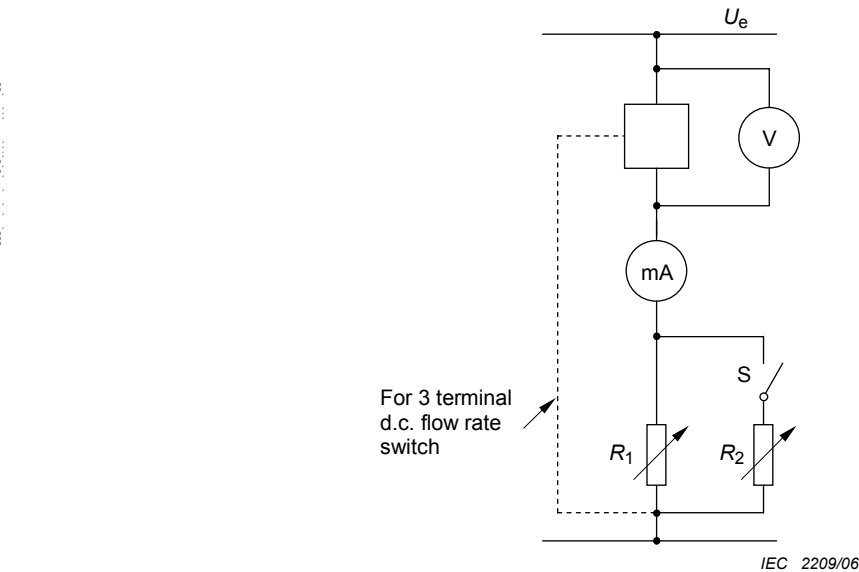 Ue
V
mA
S
For 3 terminal
d.c. flow rate
switch
R1
R2
IEC 2209/06